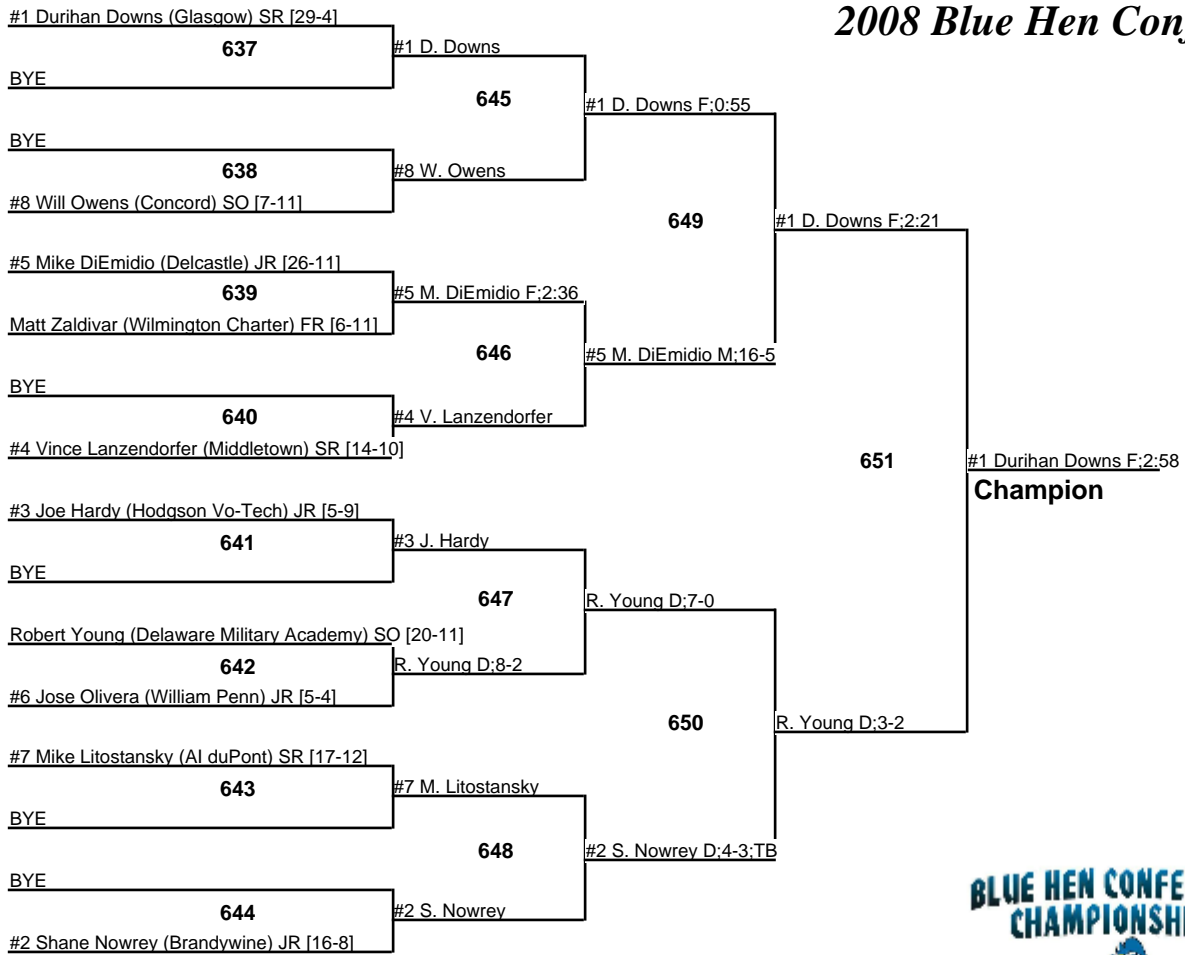 2008 Blue Hen Conf
#1 Durihan Downs (Glasgow) SR [29-4]
637
#1 D. Downs
BYE
645
#1 D. Downs F;0:55
BYE
638
#8 W. Owens
#8 Will Owens (Concord) SO [7-11]
649
#1 D. Downs F;2:21
#5 Mike DiEmidio (Delcastle) JR [26-11]
639
#5 M. DiEmidio F;2:36
Matt Zaldivar (Wilmington Charter) FR [6-11]
646
#5 M. DiEmidio M;16-5
BYE
640
#4 V. Lanzendorfer
#4 Vince Lanzendorfer (Middletown) SR [14-10]
651
#1 Durihan Downs F;2:58
Champion
#3 Joe Hardy (Hodgson Vo-Tech) JR [5-9]
641
#3 J. Hardy
BYE
647
R. Young D;7-0
Robert Young (Delaware Military Academy) SO [20-11]
642
R. Young D;8-2
#6 Jose Olivera (William Penn) JR [5-4]
650
R. Young D;3-2
#7 Mike Litostansky (AI duPont) SR [17-12]
643
#7 M. Litostansky
BYE
648
#2 S. Nowrey D;4-3;TB
BYE
644
#2 S. Nowrey
#2 Shane Nowrey (Brandywine) JR [16-8]
BLUE HEN CONFE
CHAMPIONSHI